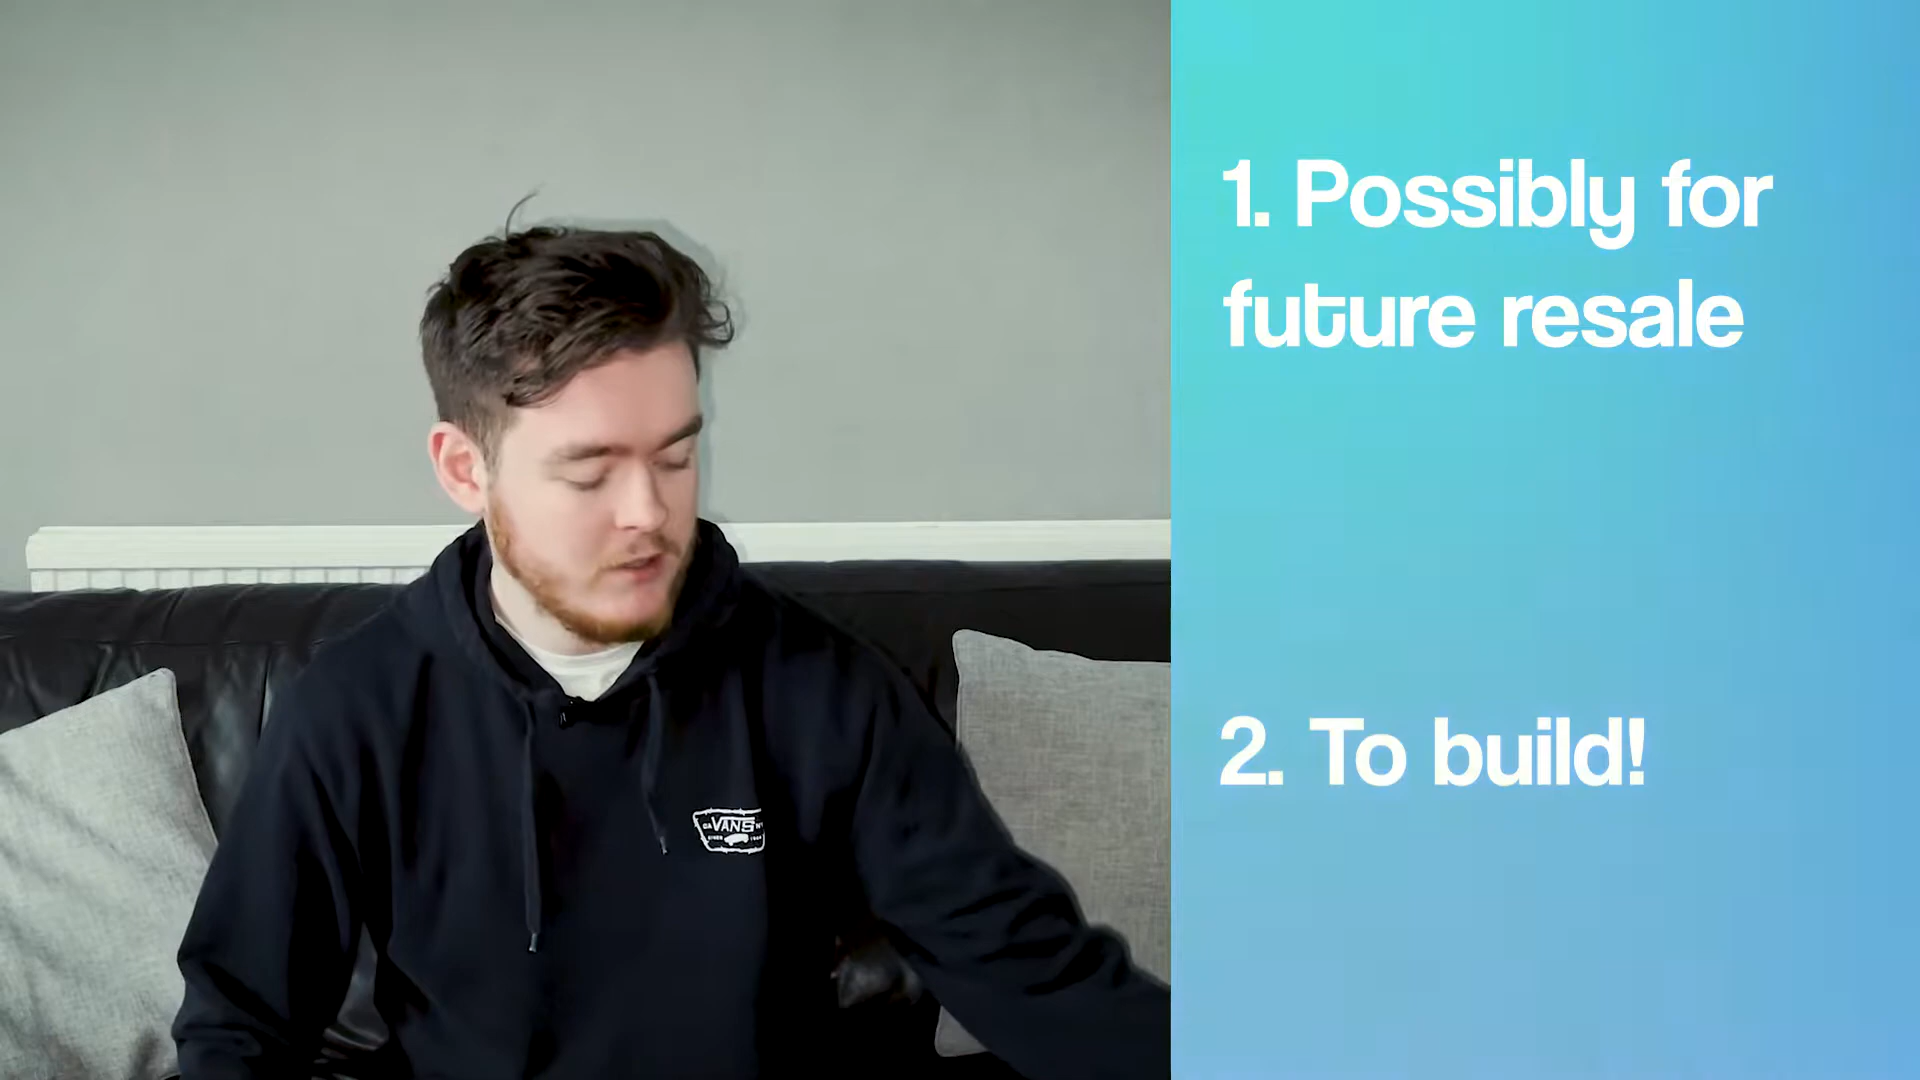 1. Possibly for
future resale
2. To build!
VANS